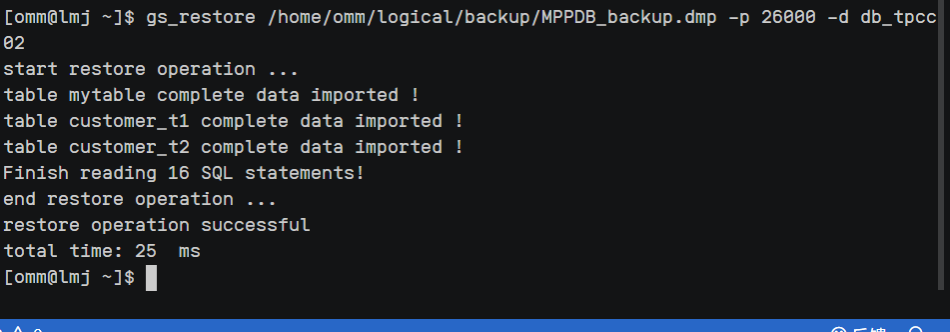 [omm@lmj ~]$ gs_restore /home/omm/logical/backup/MPPDB_backup.dmp -p 26000 -d db_tpcc
02
start restore operation ...
table mytable complete data imported !
table customer_t1 complete data imported !
table customer_t2 complete data imported !
Finish reading 16 SQL statements!
end restore operation ...
restore operation successful
total time: 25  ms
[omm@lmj ~]$